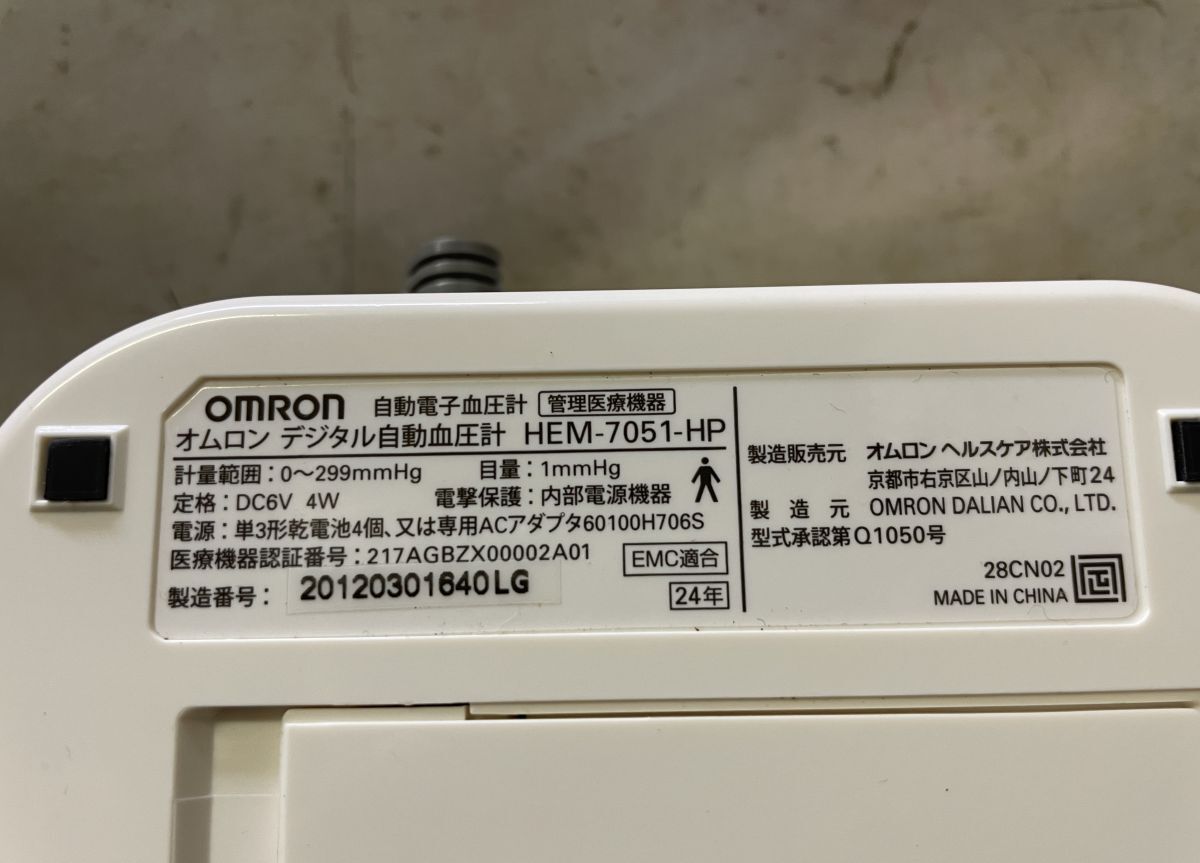 OMRON 自動電子血圧計 管理医療機器
オムロン デジタル自動血圧計 HEM-7051-HP
計量範囲:0～299mmHg 目量:1mmHg
定格:DC6V 4W 電撃保護:内部電源機器
電源:単3形乾電池4個、又は専用ACアダプタ60100H706S
医療機器認証番号:217AGBZX00002A01 EMC適合
製造番号: 20120301640LG 24年
製造販売元 オムロン ヘルスケア株式会社
京都市右京区山ノ内山ノ下町24
製造元 OMRON DALIAN CO., LTD.
型式承認第Q1050号
28CN02
MADE IN CHINA